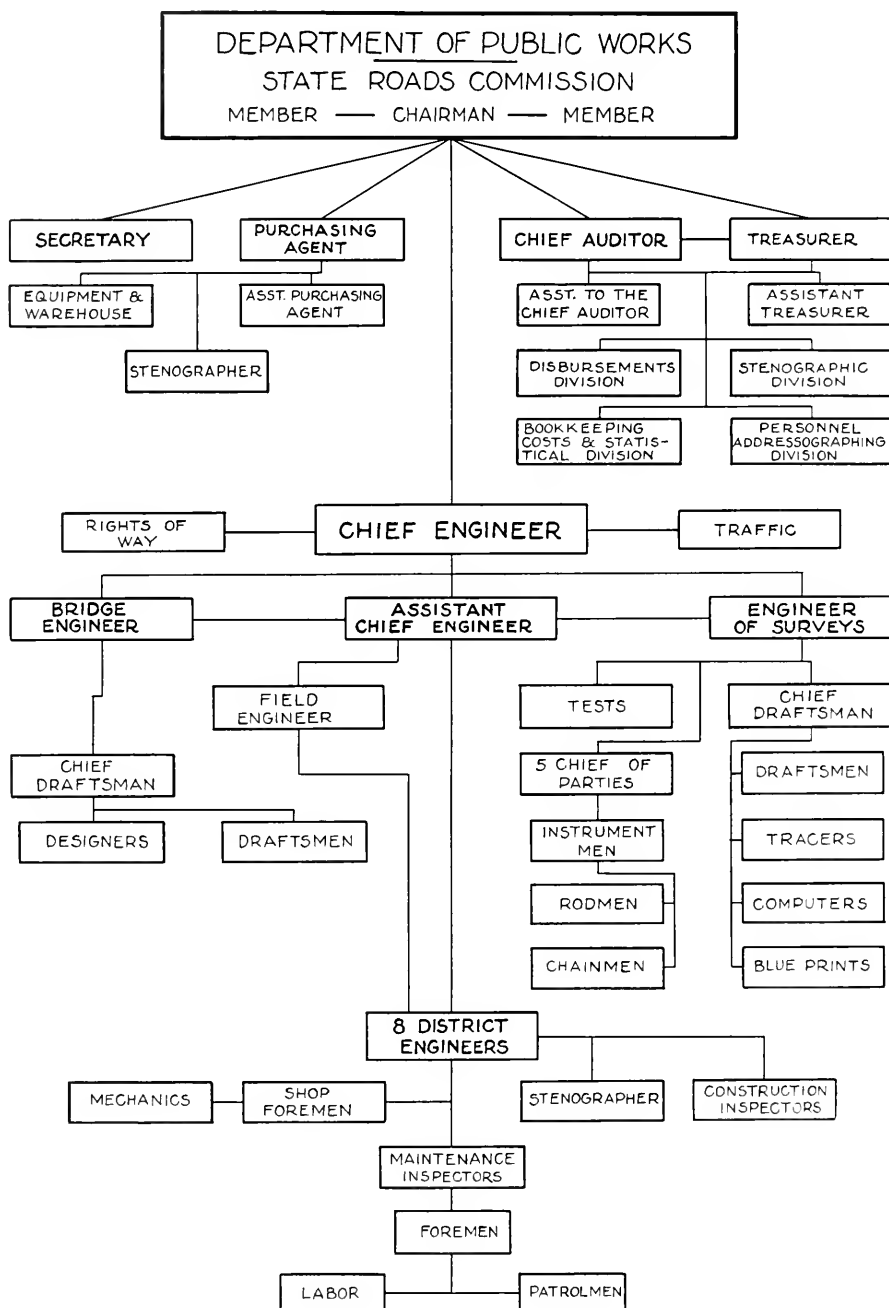 DEPARTMENT OF PUBLIC WORKS
STATE ROADS COMMISSION
MEMBER — CHAIRMAN — MEMBER
SECRETARY
PURCHASING
AGENT
CHIEF AUDITOR
TREASURER
EQUIPMENT &
WAREHOUSE
ASST. PURCHASING
AGENT
ASST. TO THE
CHIEF AUDITOR
ASSISTANT
TREASURER
STENOGRAPHER
DISBURSEMENTS
DIVISION
STENOGRAPHIC
DIVISION
BOOKKEEPING
COSTS & STATIS-
TICAL DIVISION
PERSONNEL
ADDRESSOGRAPHING
DIVISION
RIGHTS OF
WAY
CHIEF ENGINEER
TRAFFIC
BRIDGE
ENGINEER
ASSISTANT
CHIEF ENGINEER
ENGINEER
OF SURVEYS
FIELD
ENGINEER
TESTS
CHIEF
DRAFTSMAN
CHIEF
DRAFTSMAN
5 CHIEF OF
PARTIES
DRAFTSMEN
DESIGNERS
DRAFTSMEN
INSTRUMENT
MEN
TRACERS
RODMEN
COMPUTERS
CHAINMEN
BLUE PRINTS
8 DISTRICT
ENGINEERS
MECHANICS
SHOP
FOREMEN
STENOGRAPHER
CONSTRUCTION
INSPECTORS
MAINTENANCE
INSPECTORS
FOREMEN
LABOR
PATROLMEN